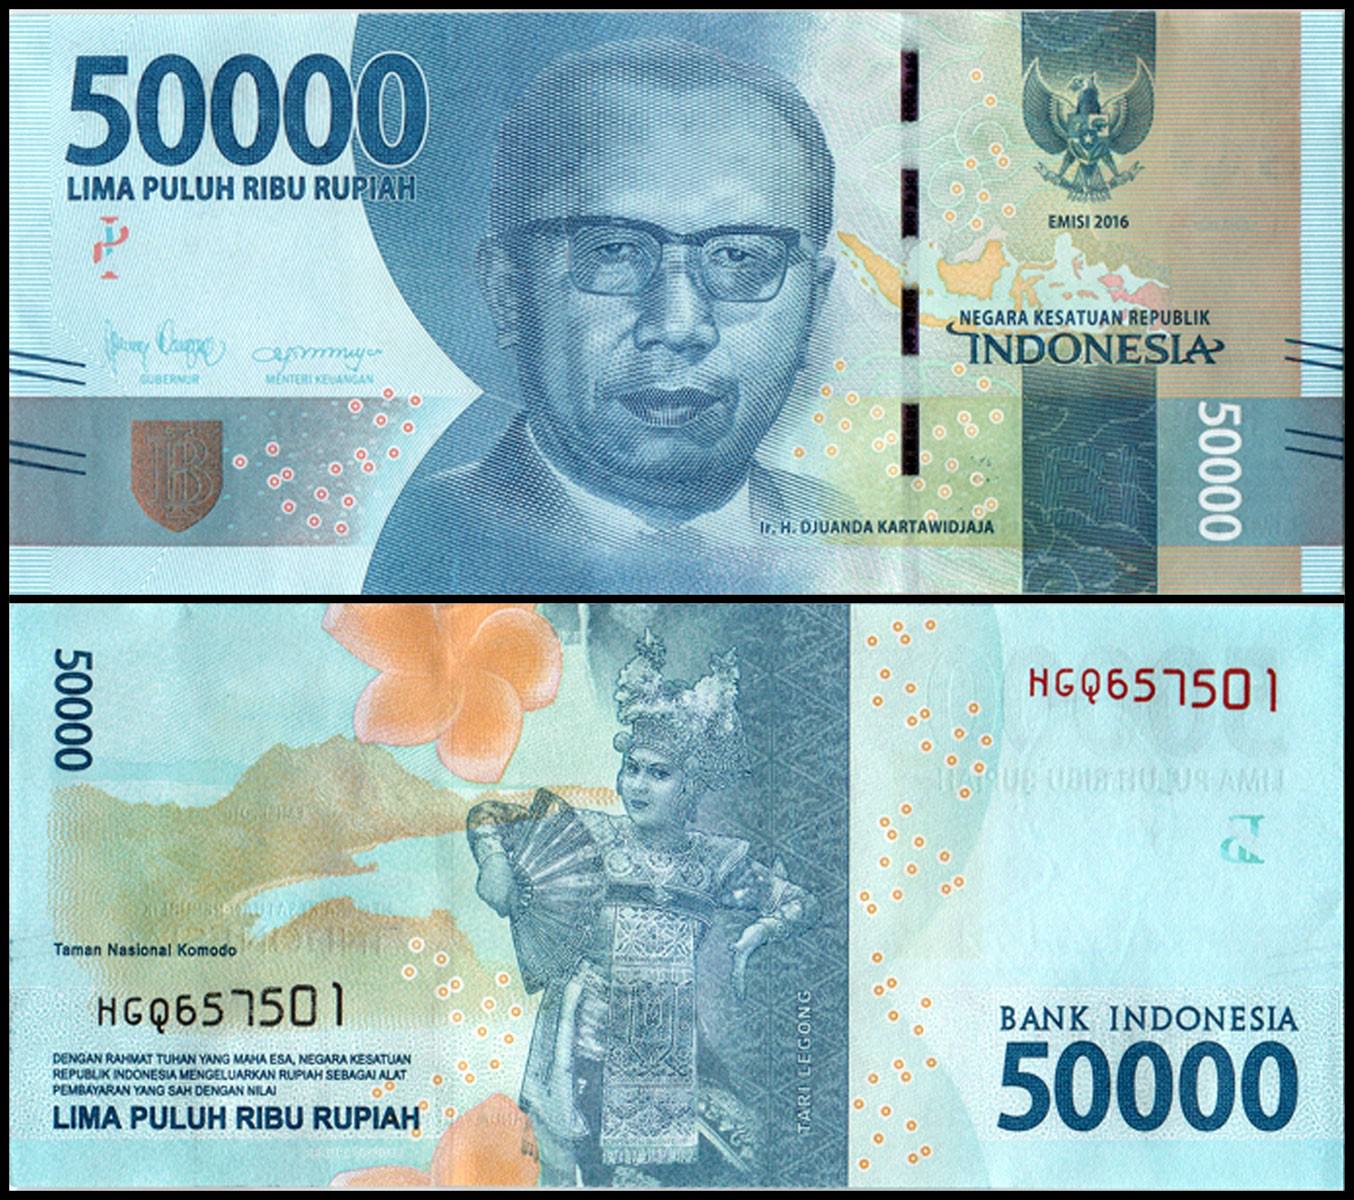 50000
LIMA PULUH RIBU RUPIAH
GUBERNUR
MENTERI KEUANGAN
EMISI 2016
NEGARA KESATUAN REPUBLIK
INDONESIA
50000
Ir. H. DJUANDA KARTAWIDJAJA
50000
HGQ657501
Taman Nasional Komodo
HGQ657501
DENGAN RAHMAT TUHAN YANG MAHA ESA, NEGARA KESATUAN
REPUBLIK INDONESIA MENGELUARKAN RUPIAH SEBAGAI ALAT
PEMBAYARAN YANG SAH DENGAN NILAI
LIMA PULUH RIBU RUPIAH
TARI LEGONG
BANK INDONESIA
50000